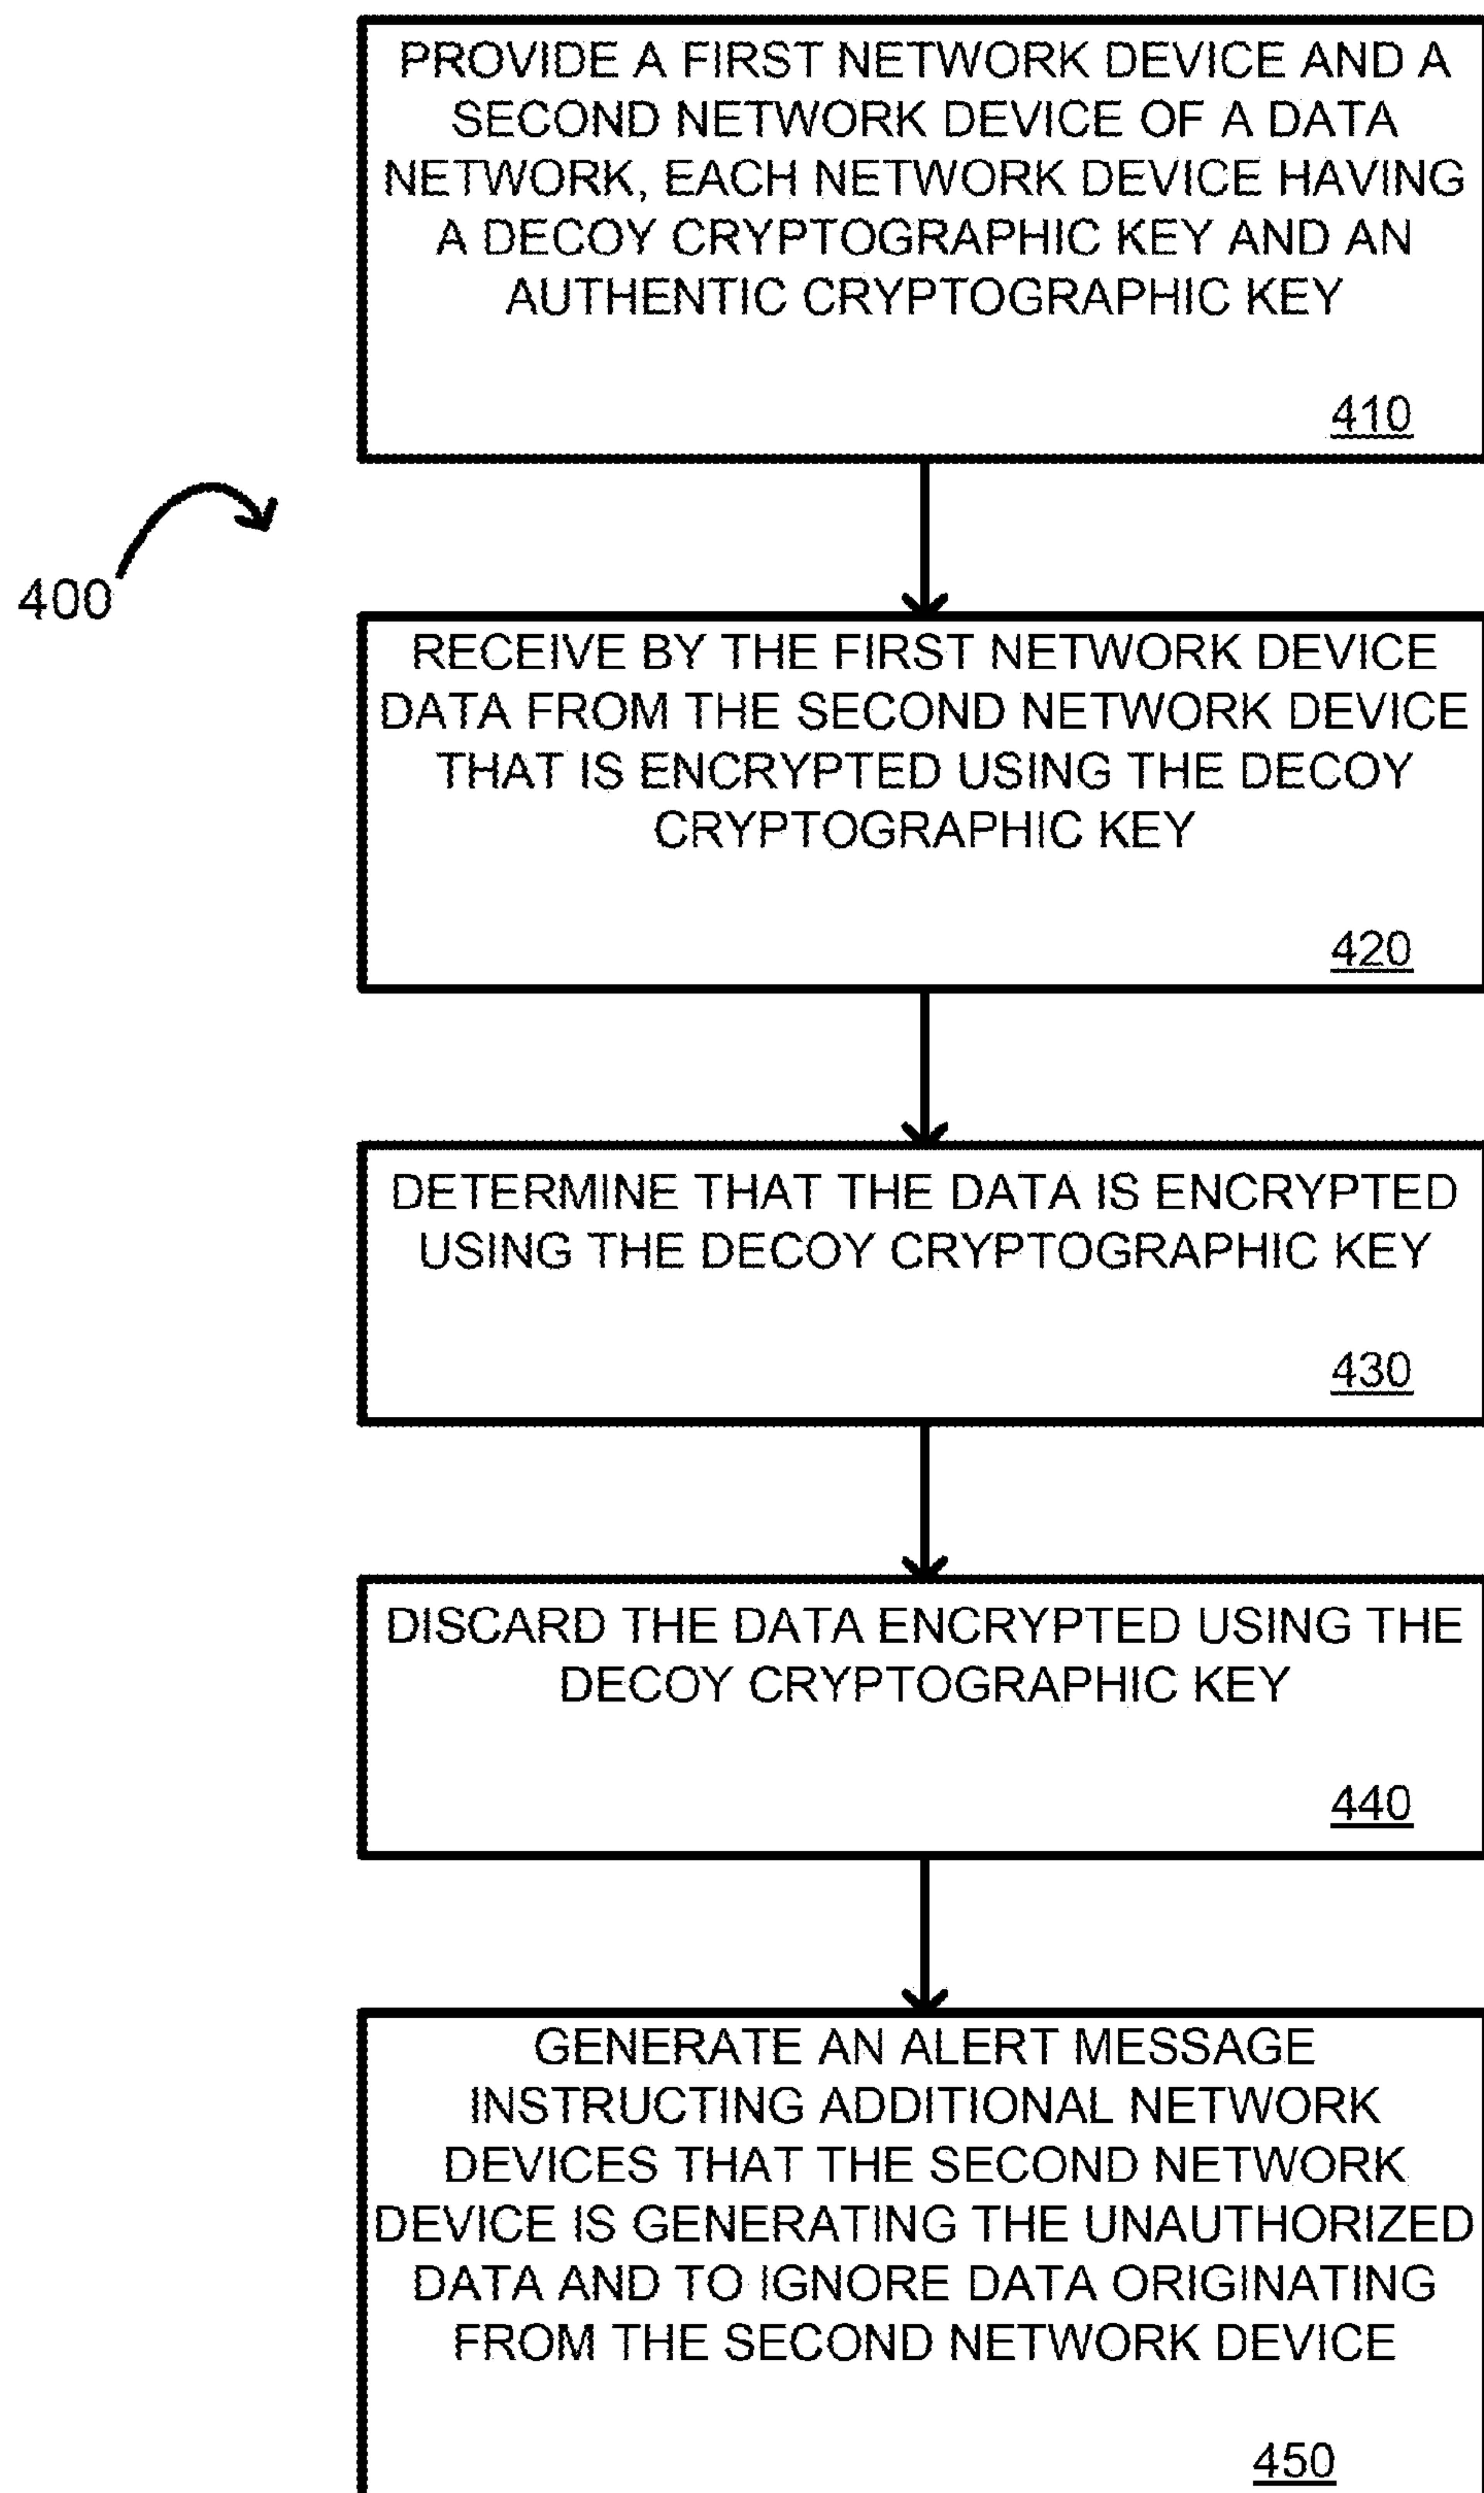 PROVIDE A FIRST NETWORK DEVICE AND A
SECOND NETWORK DEVICE OF A DATA
NETWORK, EACH NETWORK DEVICE HAVING
A DECOY CRYPTOGRAPHIC KEY AND AN
AUTHENTIC CRYPTOGRAPHIC KEY
410
400
RECEIVE BY THE FIRST NETWORK DEVICE
DATA FROM THE SECOND NETWORK DEVICE
THAT IS ENCRYPTED USING THE DECOY
CRYPTOGRAPHIC KEY
420
DETERMINE THAT THE DATA IS ENCRYPTED
USING THE DECOY CRYPTOGRAPHIC KEY
430
DISCARD THE DATA ENCRYPTED USING THE
DECOY CRYPTOGRAPHIC KEY
440
GENERATE AN ALERT MESSAGE
INSTRUCTING ADDITIONAL NETWORK
DEVICES THAT THE SECOND NETWORK
DEVICE IS GENERATING THE UNAUTHORIZED
DATA AND TO IGNORE DATA ORIGINATING
FROM THE SECOND NETWORK DEVICE
450